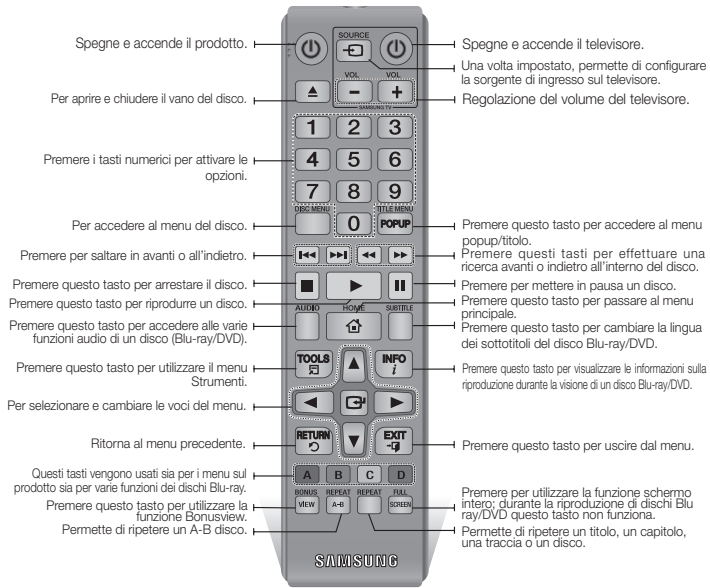 Spegne e accende il prodotto.
SOURCE
Spegne e accende il televisore.
Una volta impostato, permette di configurare
la sorgente di ingresso sul televisore.
Per aprire e chiudere il vano del disco.
VOL
VOL
Regolazione del volume del televisore.
SAMSUNG TV
1 2 3
Premere i tasti numerici per attivare le
opzioni.
4 5 6
7 8 9
DISC MENU
TITLE MENU
0
POPUP
Per accedere al menu del disco.
Premere questo tasto per accedere al menu
popup/titolo.
Premere per saltare in avanti o all'indietro.
Premere questi tasti per effettuare una
ricerca avanti o indietro all'interno del disco.
Premere questo tasto per arrestare il disco.
Premere per mettere in pausa un disco.
Premere questo tasto per riprodurre un disco.
Premere questo tasto per passare al menu
principale.
AUDIO
HOME
SUBTITLE
Premere questo tasto per accedere alle varie
funzioni audio di un disco (Blu-ray/DVD).
Premere questo tasto per cambiare la lingua
dei sottotitoli del disco Blu-ray/DVD.
TOOLS
INFO
i
Premere questo tasto per utilizzare il menu
Strumenti.
Premere questo tasto per visualizzare le informazioni sulla
riproduzione durante la visione di un disco Blu-ray/DVD.
Per selezionare e cambiare le voci del menu.
RETURN
EXIT
Ritorna al menu precedente.
Premere questo tasto per uscire dal menu.
A B C D
Questi tasti vengono usati sia per i menu sul
prodotto sia per varie funzioni dei dischi Blu-ray.
BONUS
REPEAT
REPEAT
FULL
VIEW
A-B
SCREEN
Premere questo tasto per utilizzare la
funzione Bonusview.
Premere per utilizzare la funzione schermo
intero; durante la riproduzione di dischi Blu
ray/DVD questo tasto non funziona.
Permette di ripetere un A-B disco.
Permette di ripetere un titolo, un capitolo,
una traccia o un disco.
SAMSUNG